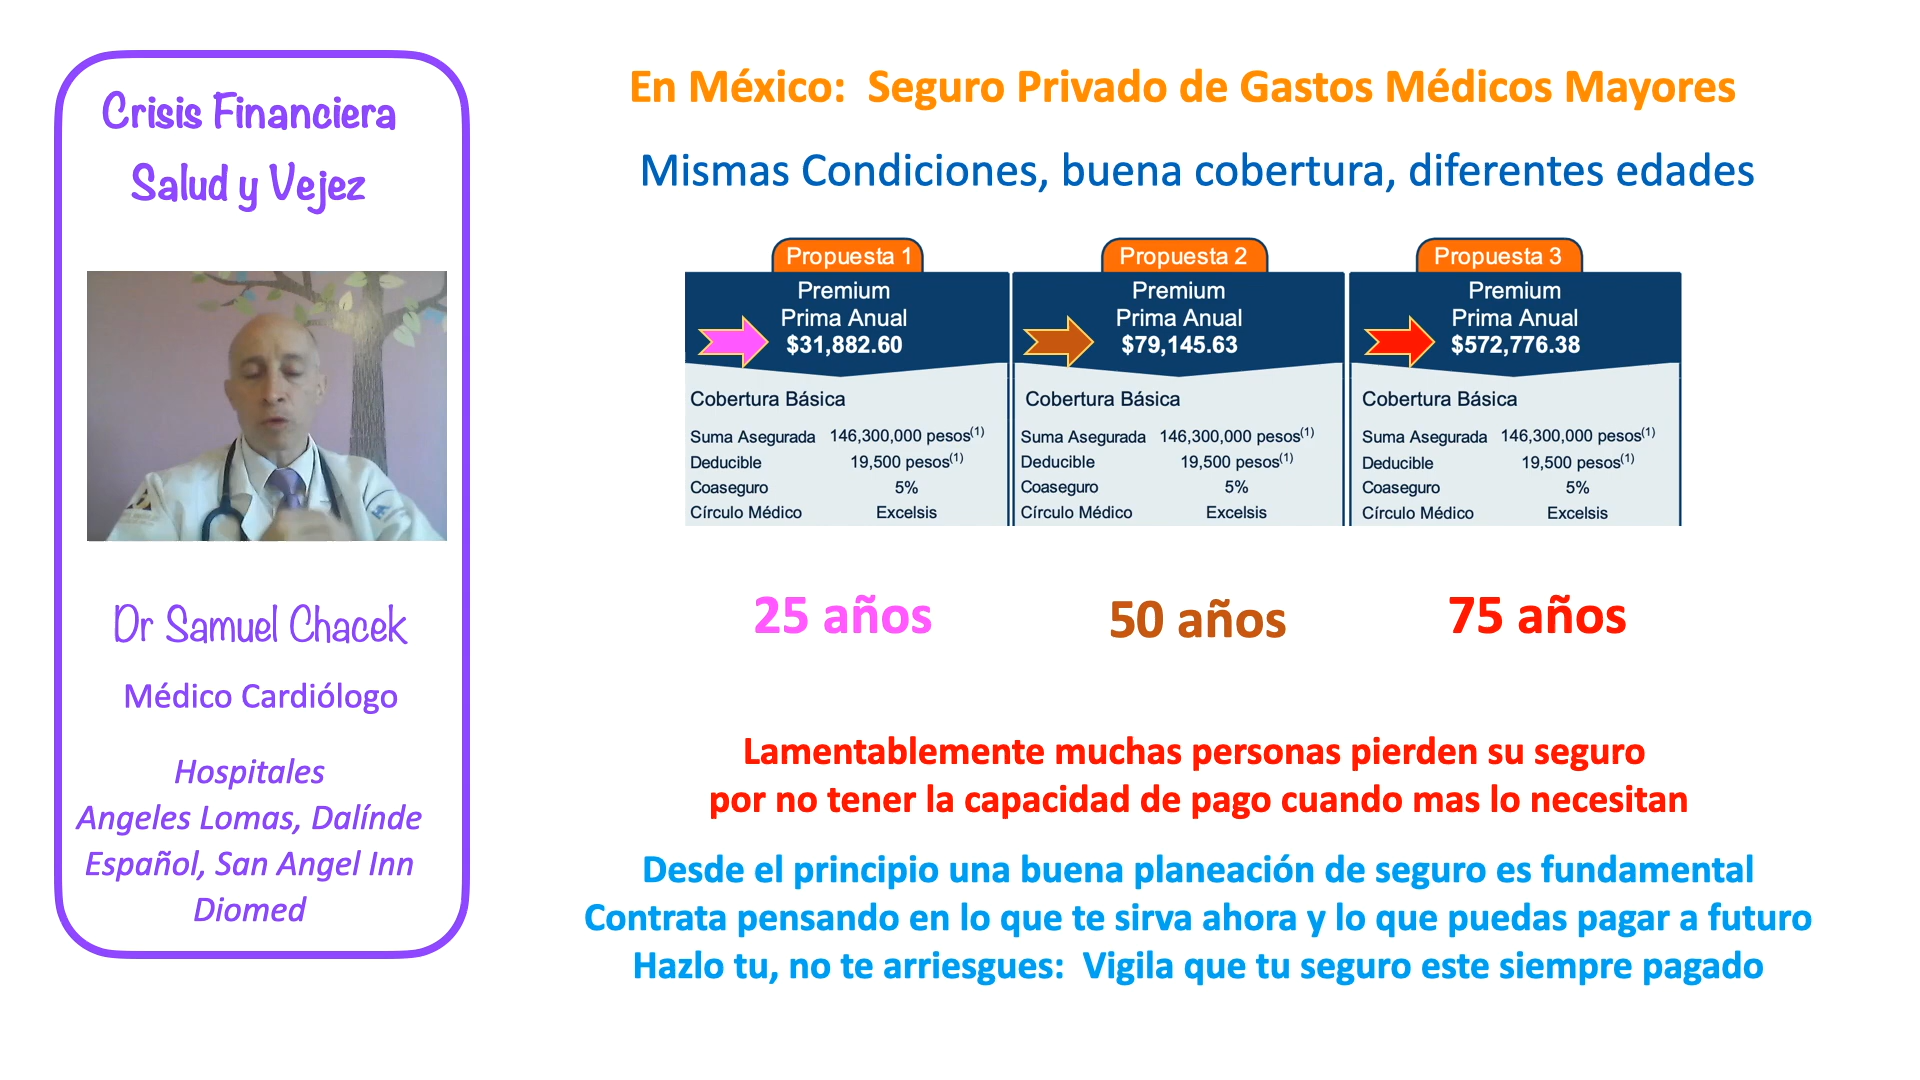 Crisis Financiera
Salud y Vejez
Dr Samuel Chacek
Médico Cardiólogo
Hospitales
Angeles Lomas, Dalínde
Español, San Angel Inn
Diomed
En México:  Seguro Privado de Gastos Médicos Mayores
Mismas Condiciones, buena cobertura, diferentes edades
Propuesta 1
Premium
Prima Anual
$31,882.60
Cobertura Básica
Suma Asegurada 146,300,000 pesos(1)
Deducible 19,500 pesos(1)
Coaseguro 5%
Círculo Médico Excelsis
25 años
Propuesta 2
Premium
Prima Anual
$79,145.63
Cobertura Básica
Suma Asegurada 146,300,000 pesos(1)
Deducible 19,500 pesos(1)
Coaseguro 5%
Círculo Médico Excelsis
50 años
Propuesta 3
Premium
Prima Anual
$572,776.38
Cobertura Básica
Suma Asegurada 146,300,000 pesos(1)
Deducible 19,500 pesos(1)
Coaseguro 5%
Círculo Médico Excelsis
75 años
Lamentablemente muchas personas pierden su seguro
por no tener la capacidad de pago cuando mas lo necesitan
Desde el principio una buena planeación de seguro es fundamental
Contrata pensando en lo que te sirva ahora y lo que puedas pagar a futuro
Hazlo tu, no te arriesgues:  Vigila que tu seguro este siempre pagado